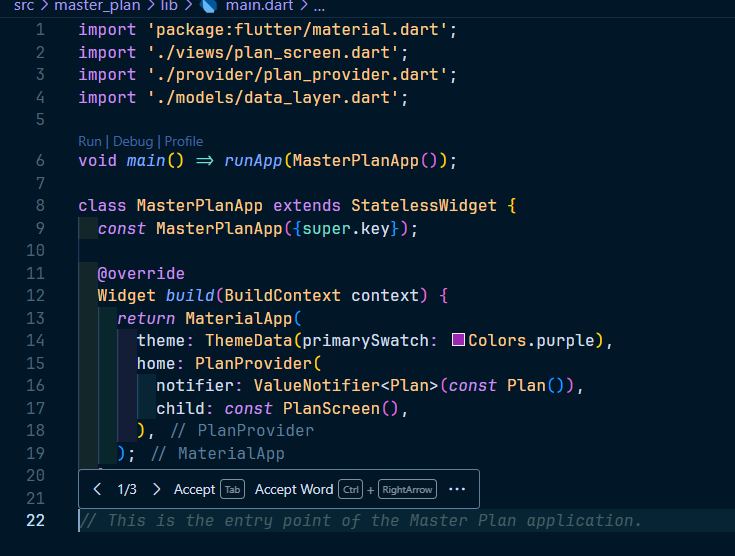 src > master_plan > lib > main.dart > ...
1 import 'package:flutter/material.dart';
2 import './views/plan_screen.dart';
3 import './provider/plan_provider.dart';
4 import './models/data_layer.dart';
5
Run | Debug | Profile
6 void main() => runApp(MasterPlanApp());
7
8 class MasterPlanApp extends StatelessWidget {
9 const MasterPlanApp({super.key});
10
11 @override
12 Widget build(BuildContext context) {
13 return MaterialApp(
14 theme: ThemeData(primarySwatch: Colors.purple),
15 home: PlanProvider(
16 notifier: ValueNotifier<Plan>(const Plan()),
17 child: const PlanScreen(),
18 ), // PlanProvider
19 ); // MaterialApp
20
< 1/3 > Accept Tab Accept Word Ctrl + RightArrow ...
21
22 // This is the entry point of the Master Plan application.